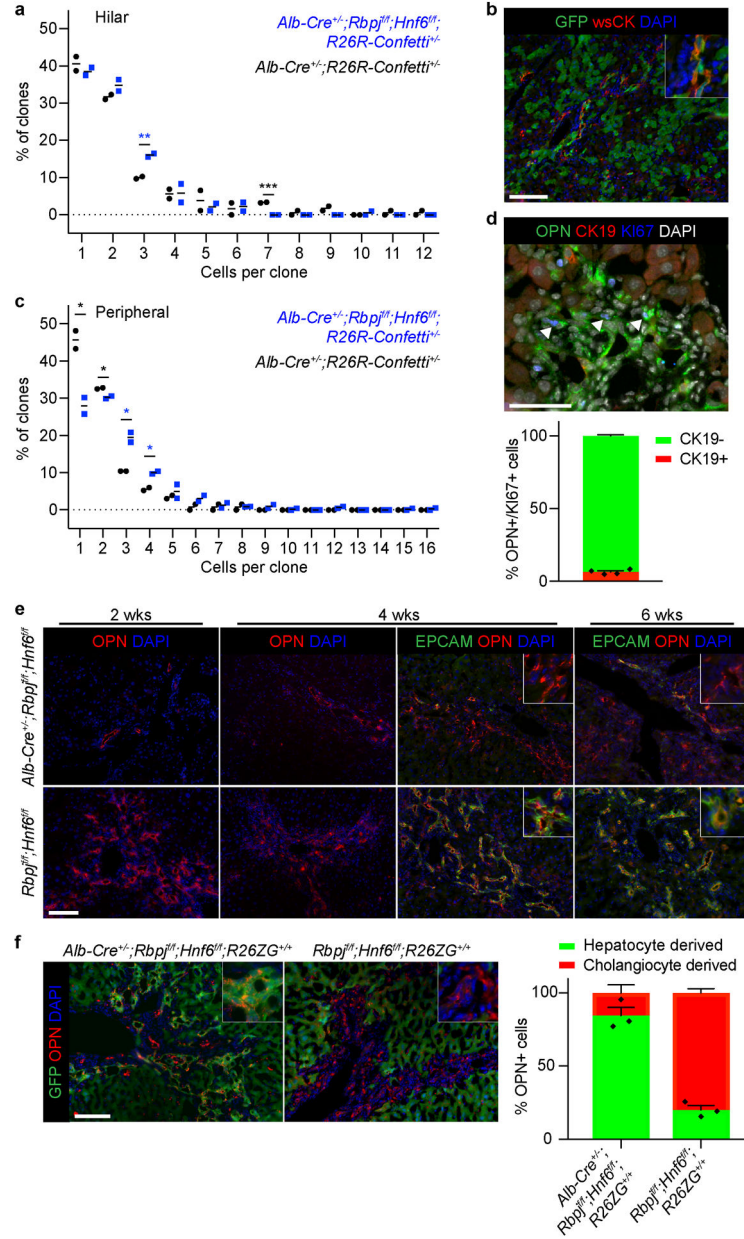 a
Hilar
Alb-Cre+/-;Rbpjf/f;Hnf6f/f;
R26R-Confetti+/-
Alb-Cre+/-;R26R-Confetti+/-
% of clones
50
40
30
20
10
0
**
***
1 2 3 4 5 6 7 8 9 10 11 12
Cells per clone
b
GFP wsCK DAPI
c
Peripheral
Alb-Cre+/-;Rbpjf/f;Hnf6f/f;
R26R-Confetti+/-
Alb-Cre+/-;R26R-Confetti+/-
% of clones
50
40
30
20
10
0
*
*
*
*
1 2 3 4 5 6 7 8 9 10 11 12 13 14 15 16
Cells per clone
d
OPN CK19 KI67 DAPI
% OPN+/KI67+ cells
100
50
0
CK19-
CK19+
e
2 wks 4 wks 6 wks
OPN DAPI OPN DAPI EPCAM OPN DAPI EPCAM OPN DAPI
Alb-Cre+/-;Rbpjf/f;Hnf6f/f
Rbpjf/f;Hnf6f/f
f
Alb-Cre+/-;Rbpjf/f;Hnf6f/f;R26ZG+/+ Rbpjf/f;Hnf6f/f;R26ZG+/+
GFP OPN DAPI
Hepatocyte derived
Cholangiocyte derived
% OPN+ cells
100
50
0
Alb-Cre+/-;
Rbpjf/f;Hnf6f/f;
R26ZG+/+
Rbpjf/f;Hnf6f/f;
R26ZG+/+